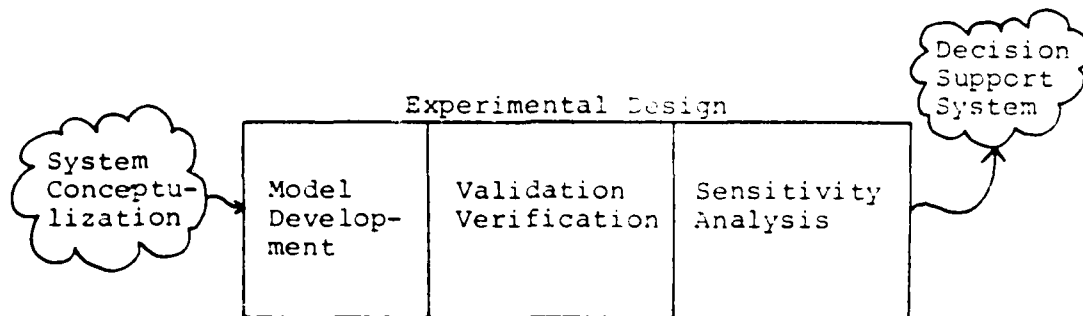 System
Conceptu-
lization
Experimental Design
Model
Develop-
ment
Validation
Verification
Sensitivity
Analysis
Decision
Support
System